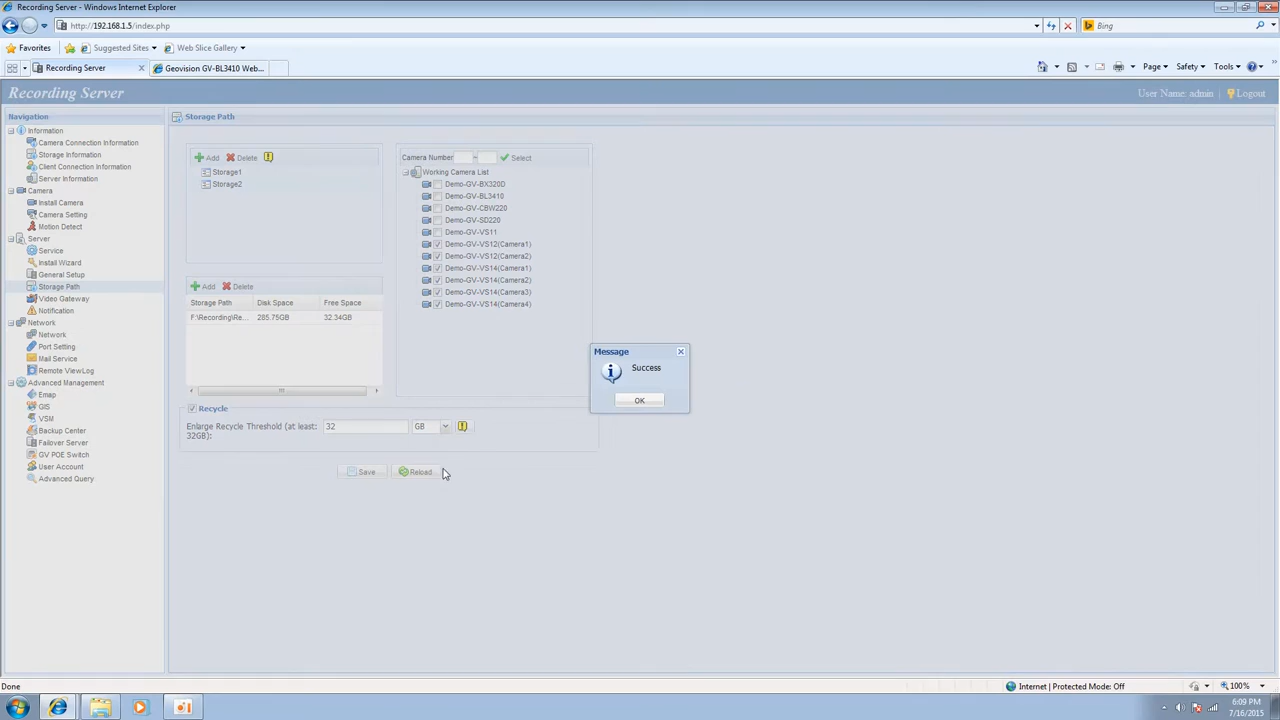 Recording Server - Windows Internet Explorer
http://192.168.1.5/index.php
Bing
Favorites
Suggested Sites
Web Slice Gallery
Recording Server
Geovision GV-BL3410 Web...
Page
Safety
Tools
Recording Server
User Name: admin
Logout
Navigation
Information
Camera Connection Information
Storage Information
Client Connection Information
Server Information
Camera
Install Camera
Camera Setting
Motion Detect
Server
Service
Install Wizard
General Setup
Storage Path
Video Gateway
Notification
Network
Network
Port Setting
Mail Service
Remote ViewLog
Advanced Management
Emap
GIS
VSM
Backup Center
Failover Server
GV POE Switch
User Account
Advanced Query
Storage Path
Add Delete
Storage1
Storage2
Add Delete
Storage Path Disk Space Free Space
F:\Recording\Re... 285.75GB 32.34GB
Camera Number - Select
Working Camera List
Demo-GV-BX320D
Demo-GV-BL3410
Demo-GV-CBW220
Demo-GV-SD220
Demo-GV-VS11
Demo-GV-VS12(Camera1)
Demo-GV-VS12(Camera2)
Demo-GV-VS14(Camera1)
Demo-GV-VS14(Camera2)
Demo-GV-VS14(Camera3)
Demo-GV-VS14(Camera4)
Message
Success
OK
Recycle
Enlarge Recycle Threshold (at least: 32 GB
32GB):
Save Reload
Done
Internet | Protected Mode: Off
100%
6:09 PM
7/16/2015